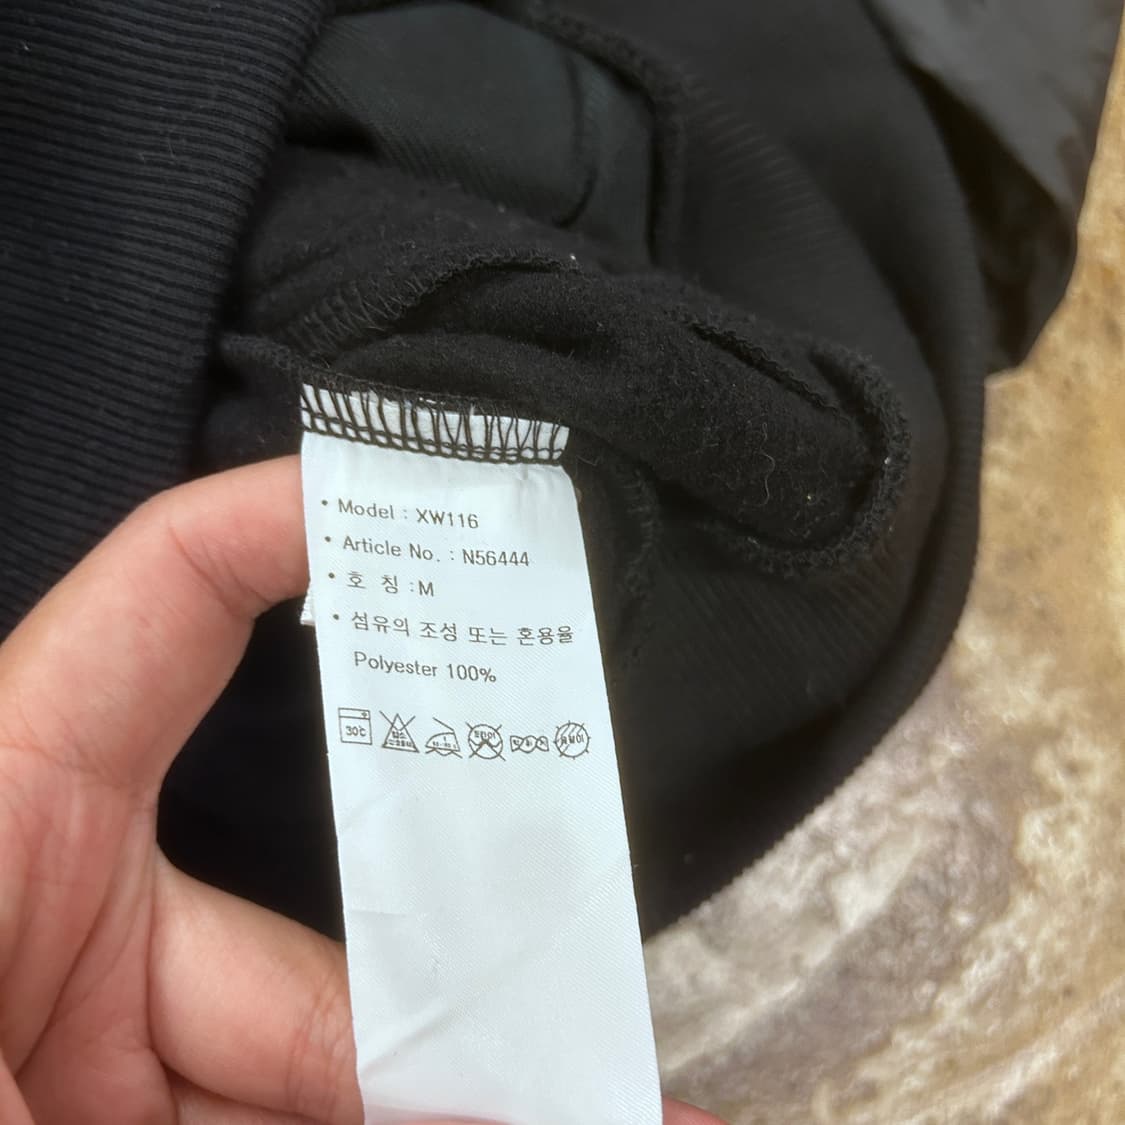 • Model : XW116
• Article No. : N56444
• 호 칭 : M
• 섬유의 조성 또는 혼용율
Polyester 100%
30℃